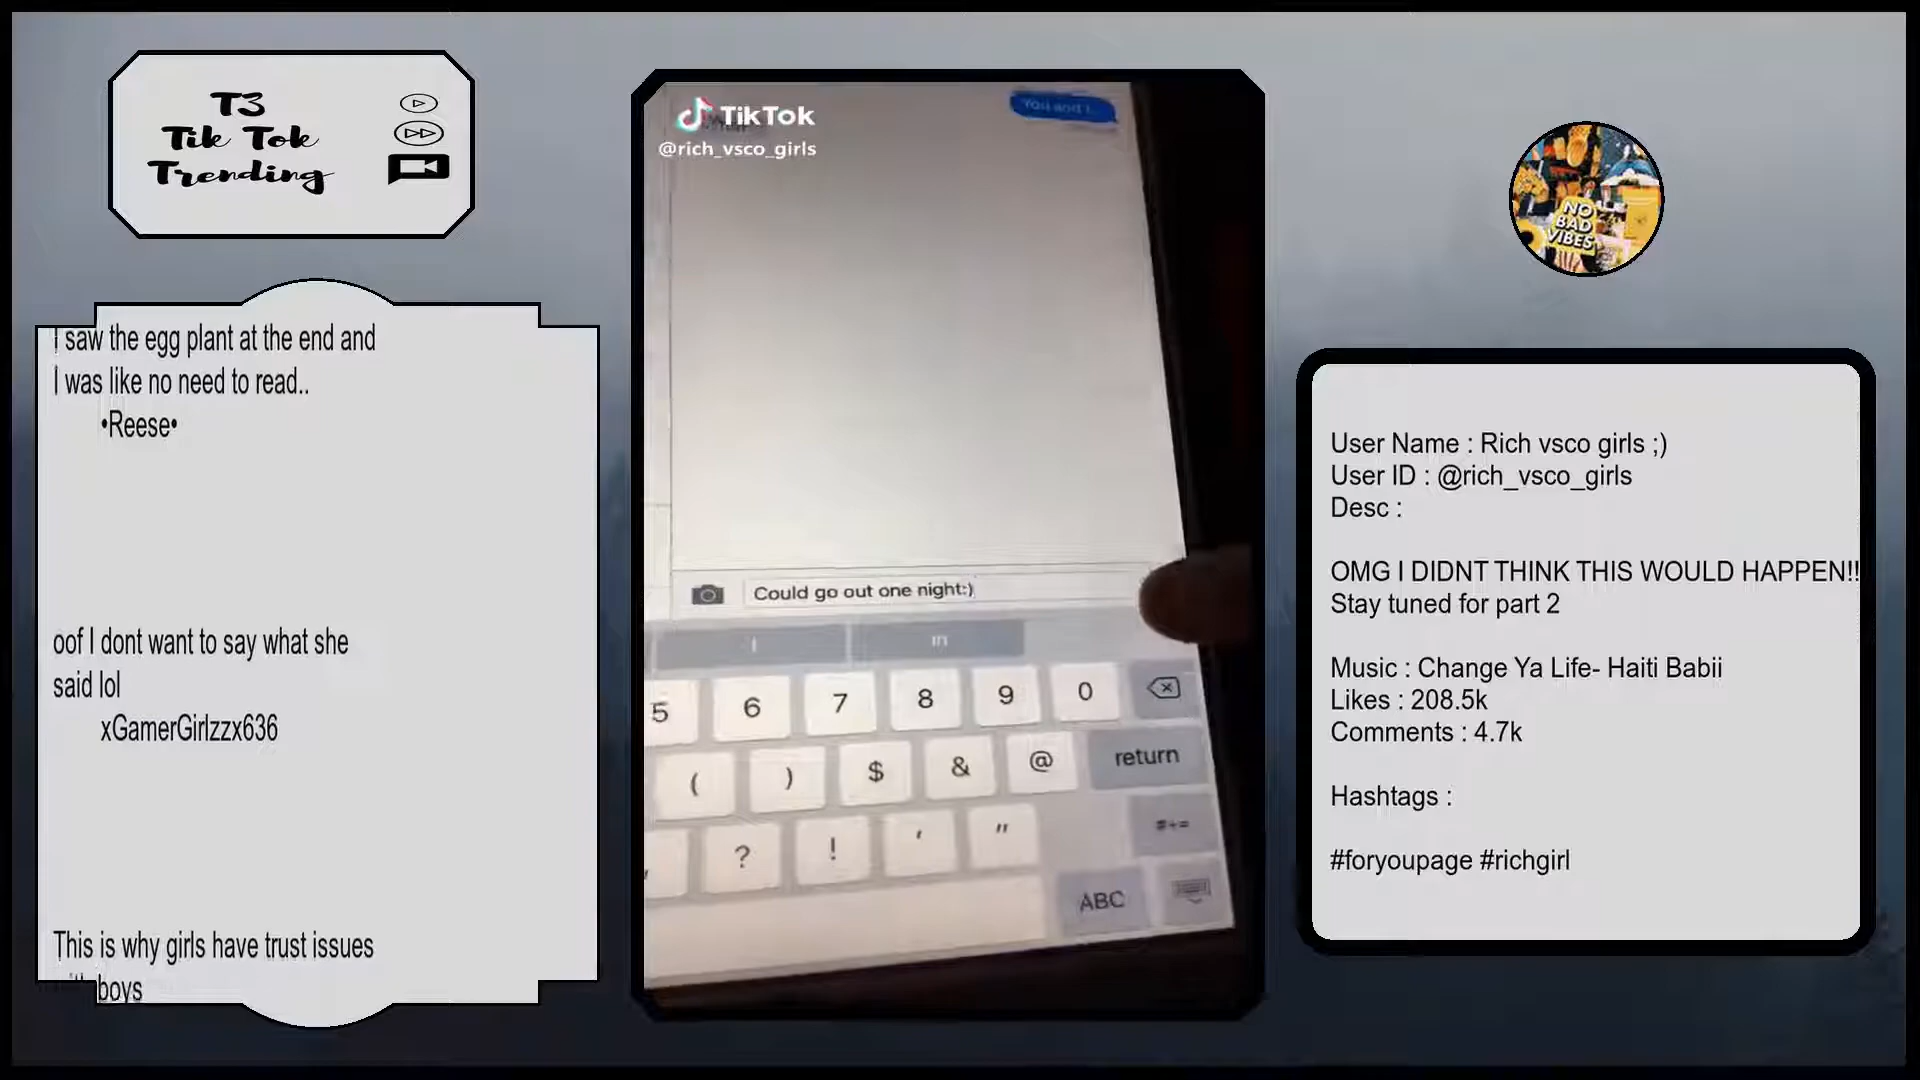 T3
Tik Tok
Trending
I saw the egg plant at the end and
I was like no need to read..
•Reese•
oof I dont want to say what she
said lol
xGamerGirlzzx636
This is why girls have trust issues
boys
TikTok
@rich_vsco_girls
You and I...
Could go out one night:)
I
in
5 6 7 8 9 0
( ) $ & @ return
, ? ! ' " #+=
ABC
NO
BAD
VIBES
User Name : Rich vsco girls ;)
User ID : @rich_vsco_girls
Desc :
OMG I DIDNT THINK THIS WOULD HAPPEN!!
Stay tuned for part 2
Music : Change Ya Life- Haiti Babii
Likes : 208.5k
Comments : 4.7k
Hashtags :
#foryoupage #richgirl